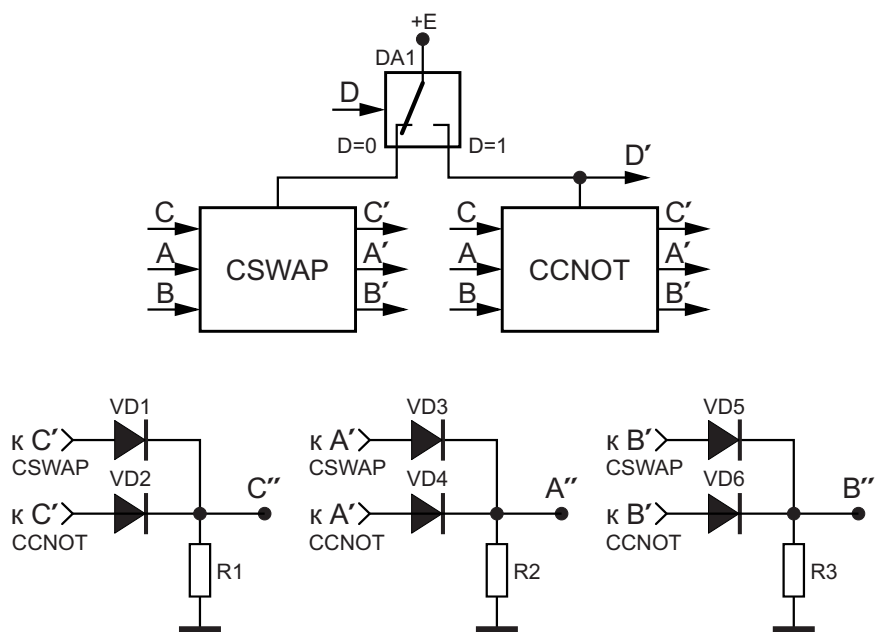 +E
DA1
D
D=0 D=1
D′
C C′ C C′
A CSWAP A′ A CCNOT A′
B B′ B B′
VD1 VD3 VD5
к C′ к A′ к B′
CSWAP CSWAP CSWAP
VD2 VD4 VD6
C″ A″ B″
к C′ к A′ к B′
CCNOT CCNOT CCNOT
R1 R2 R3